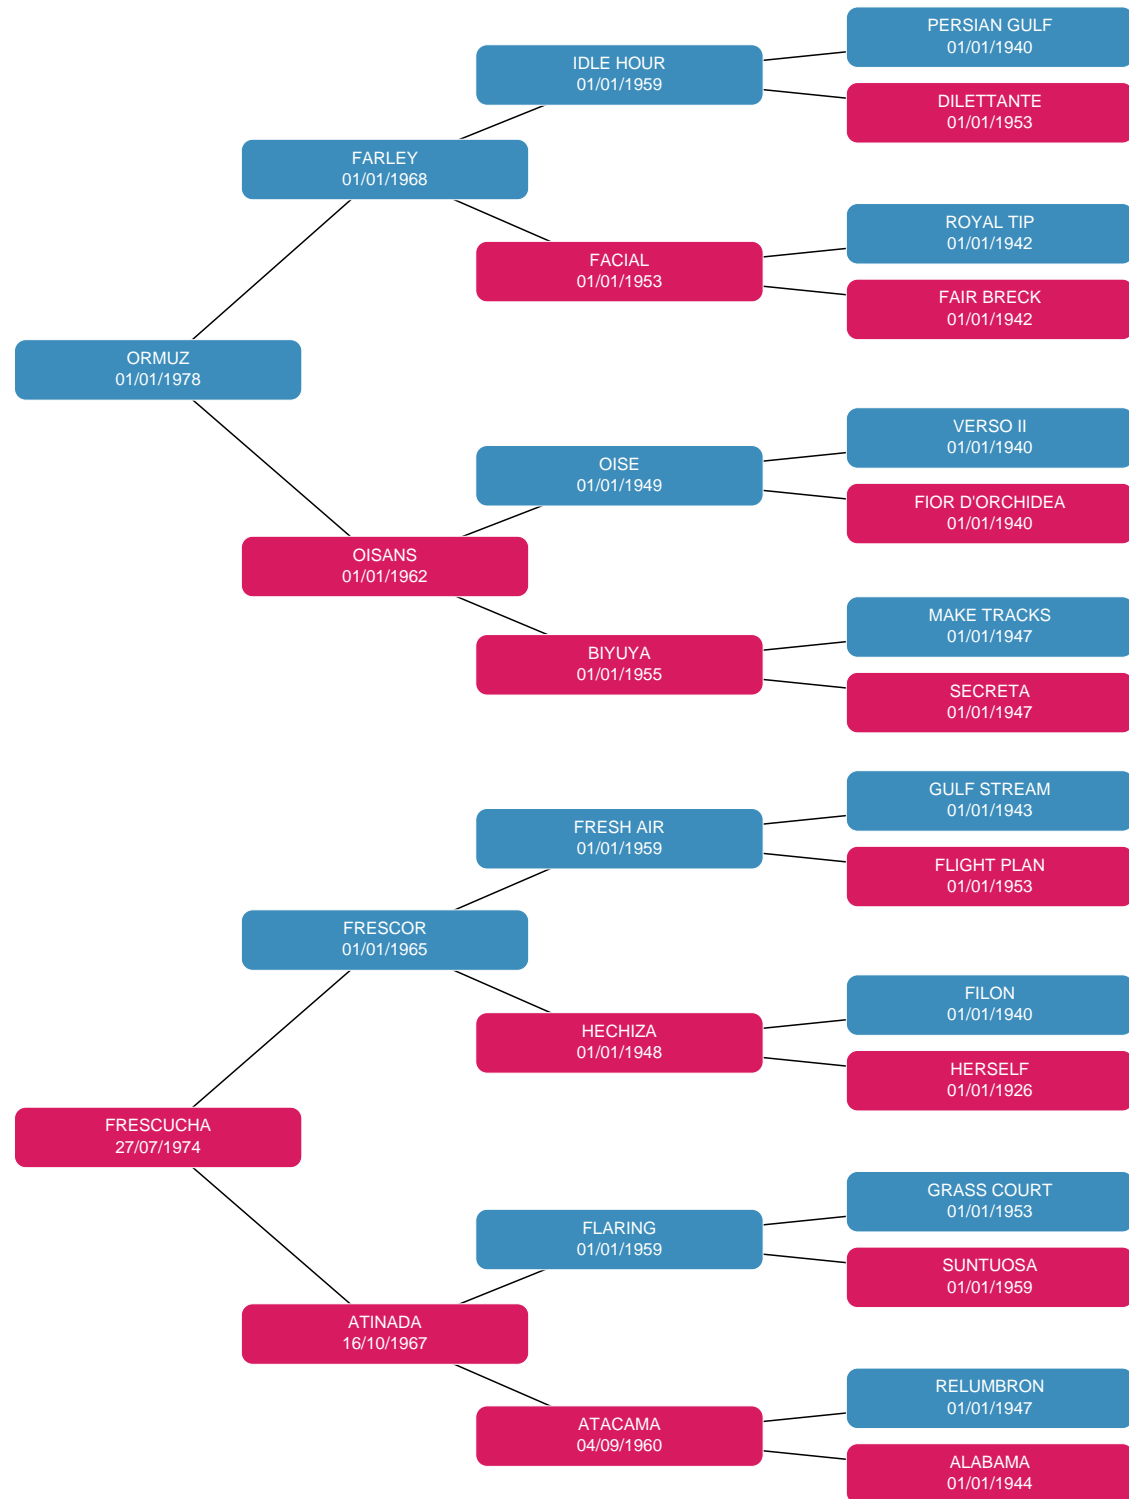 PERSIAN GULF
01/01/1940
IDLE HOUR
01/01/1959
DILETTANTE
01/01/1953
FARLEY
01/01/1968
ROYAL TIP
01/01/1942
FACIAL
01/01/1953
FAIR BRECK
01/01/1942
ORMUZ
01/01/1978
VERSO II
01/01/1940
OISE
01/01/1949
FIOR D'ORCHIDEA
01/01/1940
OISANS
01/01/1962
MAKE TRACKS
01/01/1947
BIYUYA
01/01/1955
SECRETA
01/01/1947
GULF STREAM
01/01/1943
FRESH AIR
01/01/1959
FLIGHT PLAN
01/01/1953
FRESCOR
01/01/1965
FILON
01/01/1940
HECHIZA
01/01/1948
HERSELF
01/01/1926
FRESCUCHA
27/07/1974
GRASS COURT
01/01/1953
FLARING
01/01/1959
SUNTUOSA
01/01/1959
ATINADA
16/10/1967
RELUMBRON
01/01/1947
ATACAMA
04/09/1960
ALABAMA
01/01/1944